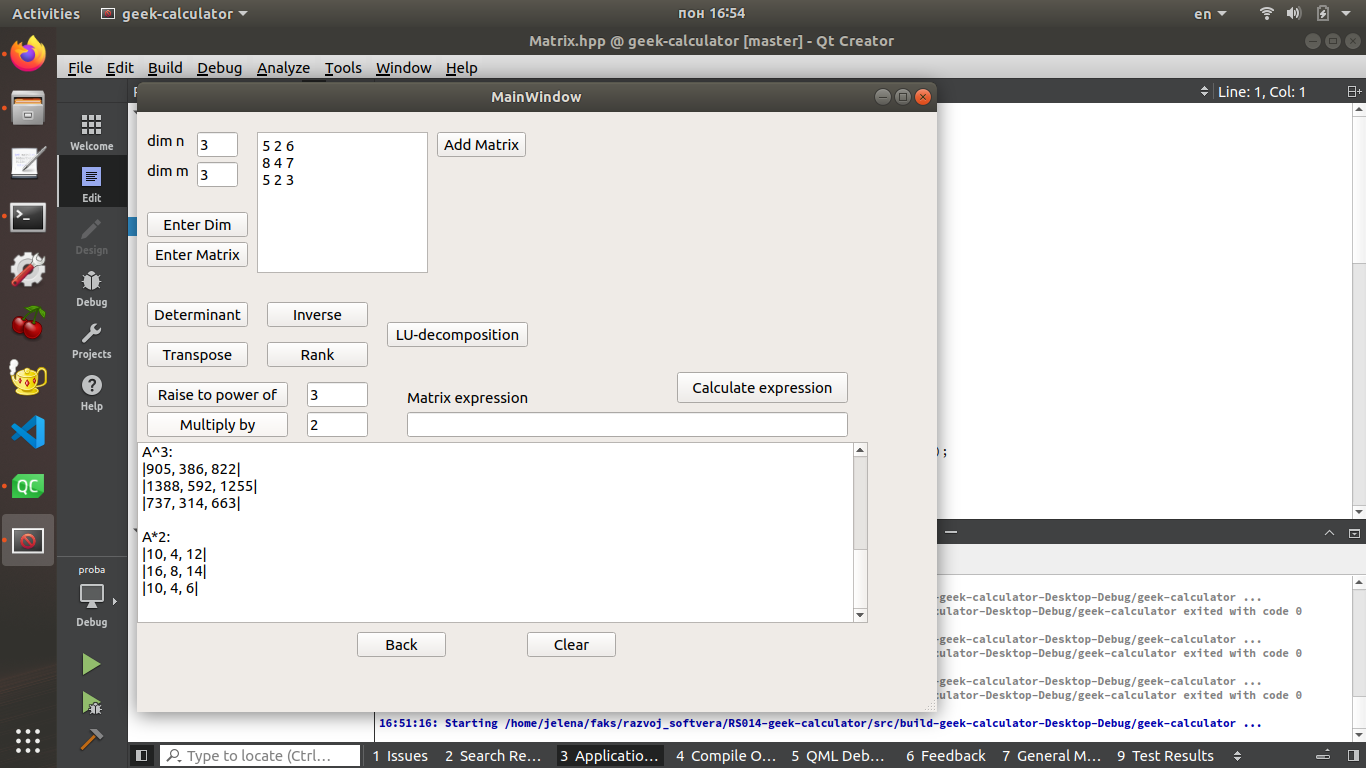 Activities geek-calculator пон 16:54 en
Matrix.hpp @ geek-calculator [master] - Qt Creator
File Edit Build Debug Analyze Tools Window Help
Line: 1, Col: 1
MainWindow
Welcome
Edit
Design
Debug
Projects
Help
proba
Debug
dim n 3
dim m 3
5 2 6
8 4 7
5 2 3
Add Matrix
Enter Dim
Enter Matrix
Determinant Inverse
LU-decomposition
Transpose Rank
Raise to power of 3
Matrix expression
Calculate expression
Multiply by 2
A^3:
|905, 386, 822|
|1388, 592, 1255|
|737, 314, 663|
A*2:
|10, 4, 12|
|16, 8, 14|
|10, 4, 6|
Back Clear
);
-geek-calculator-Desktop-Debug/geek-calculator ...
culator-Desktop-Debug/geek-calculator exited with code 0
-geek-calculator-Desktop-Debug/geek-calculator ...
culator-Desktop-Debug/geek-calculator exited with code 0
-geek-calculator-Desktop-Debug/geek-calculator ...
culator-Desktop-Debug/geek-calculator exited with code 0
16:51:16: Starting /home/jelena/faks/razvoj_softvera/RS014-geek-calculator/src/build-geek-calculator-Desktop-Debug/geek-calculator ...
Type to locate (Ctrl... 1 Issues 2 Search Re... 3 Applicatio... 4 Compile O... 5 QML Deb... 6 Feedback 7 General M... 9 Test Results